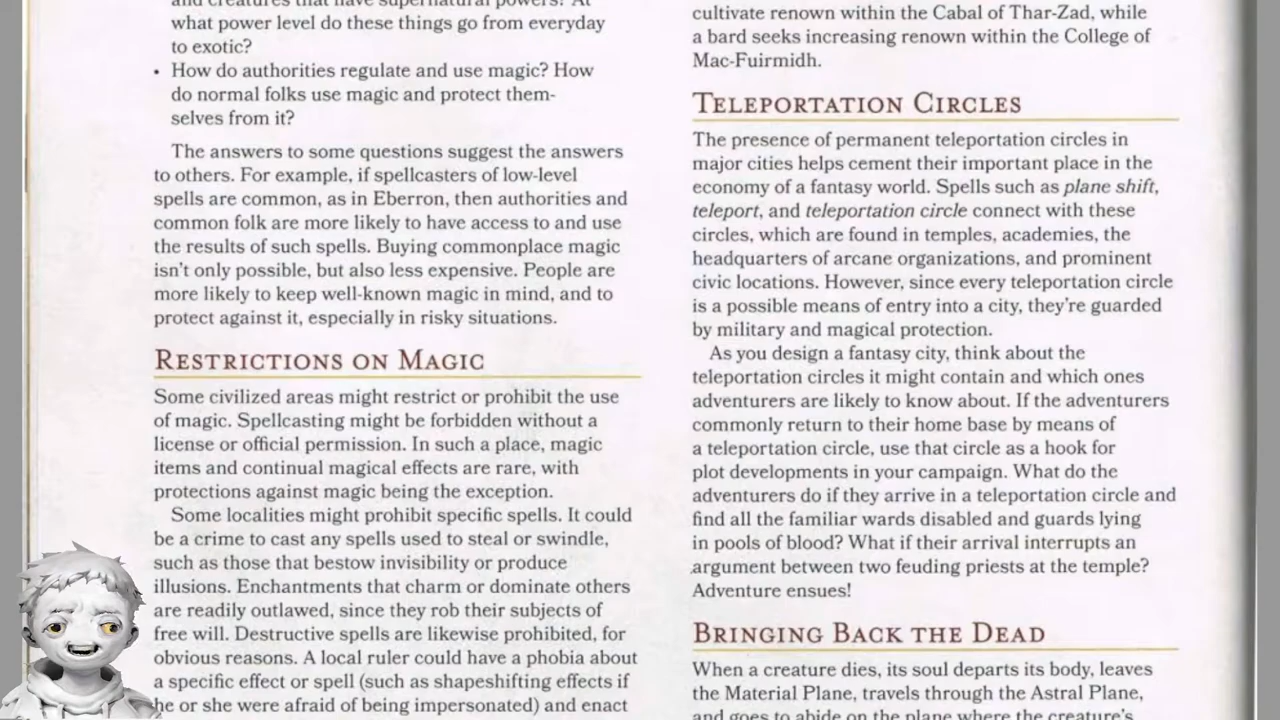 and creatures that have supernatural powers? At
what power level do these things go from everyday
to exotic?
• How do authorities regulate and use magic? How
do normal folks use magic and protect them-
selves from it?
The answers to some questions suggest the answers
to others. For example, if spellcasters of low-level
spells are common, as in Eberron, then authorities and
common folk are more likely to have access to and use
the results of such spells. Buying commonplace magic
isn't only possible, but also less expensive. People are
more likely to keep well-known magic in mind, and to
protect against it, especially in risky situations.
RESTRICTIONS ON MAGIC
Some civilized areas might restrict or prohibit the use
of magic. Spellcasting might be forbidden without a
license or official permission. In such a place, magic
items and continual magical effects are rare, with
protections against magic being the exception.
Some localities might prohibit specific spells. It could
be a crime to cast any spells used to steal or swindle,
such as those that bestow invisibility or produce
illusions. Enchantments that charm or dominate others
are readily outlawed, since they rob their subjects of
free will. Destructive spells are likewise prohibited, for
obvious reasons. A local ruler could have a phobia about
a specific effect or spell (such as shapeshifting effects if
he or she were afraid of being impersonated) and enact
cultivate renown within the Cabal of Thar-Zad, while
a bard seeks increasing renown within the College of
Mac-Fuirmidh.
TELEPORTATION CIRCLES
The presence of permanent teleportation circles in
major cities helps cement their important place in the
economy of a fantasy world. Spells such as plane shift,
teleport, and teleportation circle connect with these
circles, which are found in temples, academies, the
headquarters of arcane organizations, and prominent
civic locations. However, since every teleportation circle
is a possible means of entry into a city, they're guarded
by military and magical protection.
As you design a fantasy city, think about the
teleportation circles it might contain and which ones
adventurers are likely to know about. If the adventurers
commonly return to their home base by means of
a teleportation circle, use that circle as a hook for
plot developments in your campaign. What do the
adventurers do if they arrive in a teleportation circle and
find all the familiar wards disabled and guards lying
in pools of blood? What if their arrival interrupts an
argument between two feuding priests at the temple?
Adventure ensues!
BRINGING BACK THE DEAD
When a creature dies, its soul departs its body, leaves
the Material Plane, travels through the Astral Plane,
and goes to abide on the plane where the creature's